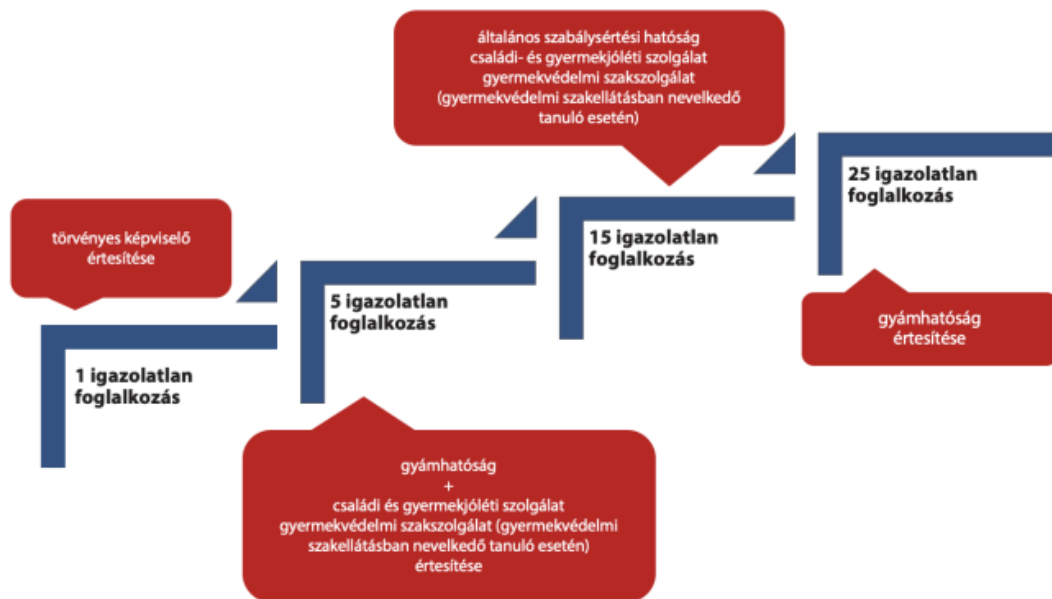 törvényes képviselő
értesítése
1 igazolatlan
foglalkozás
5 igazolatlan
foglalkozás
gyámhatóság
+
családi és gyermekjóléti szolgálat
gyermekvédelmi szakszolgálat (gyermekvédelmi
szakellátásban nevelkedő tanuló esetén)
értesítése
általános szabálysértési hatóság
családi- és gyermekjóléti szolgálat
gyermekvédelmi szakszolgálat
(gyermekvédelmi szakellátásban nevelkedő
tanuló esetén)
15 igazolatlan
foglalkozás
25 igazolatlan
foglalkozás
gyámhatóság
értesítése